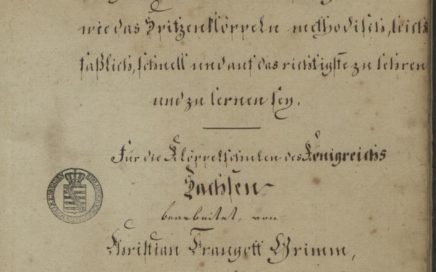 wie das Spitzenklöppeln methodisch, leicht
faßlich, schnell und auf das richtigste zu lehren
und zu lernen sey.
Für die Klöppelschulen des Königreichs
Sachsen
bearbeitet, von
Christian Traugott Grimm,